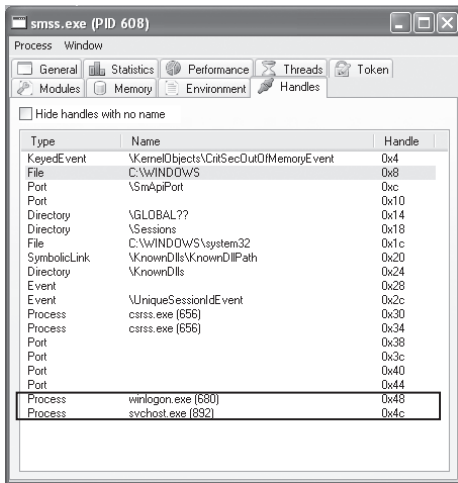 smss.exe (PID 608)
Process Window
General Statistics Performance Threads Token
Modules Memory Environment Handles
Hide handles with no name
Type Name Handle
KeyedEvent \KernelObjects\CritSecOutOfMemoryEvent 0x4
File C:\WINDOWS 0x8
Port \SmApiPort 0xc
Port 0x10
Directory \GLOBAL?? 0x14
Directory \Sessions 0x18
File C:\WINDOWS\system32 0x1c
SymbolicLink \KnownDlls\KnownDllPath 0x20
Directory \KnownDlls 0x24
Event 0x28
Event \UniqueSessionIdEvent 0x2c
Process csrss.exe (656) 0x30
Process csrss.exe (656) 0x34
Port 0x38
Port 0x3c
Port 0x40
Port 0x44
Process winlogon.exe (680) 0x48
Process svchost.exe (892) 0x4c